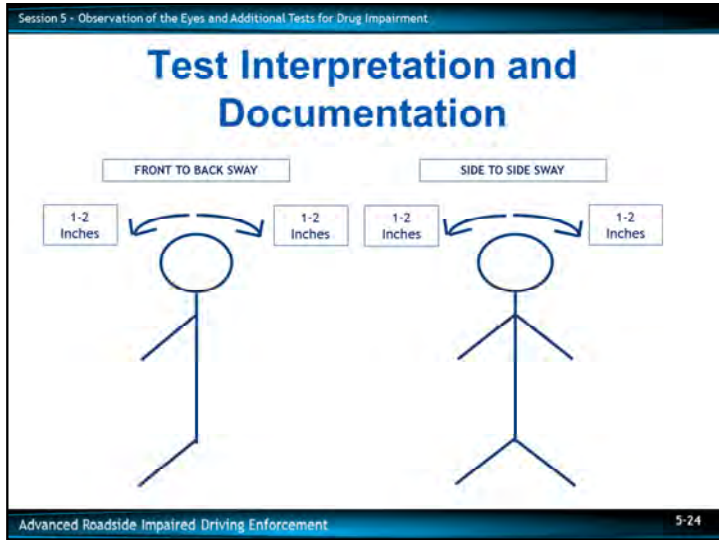 Session 5 - Observation of the Eyes and Additional Tests for Drug Impairment
Test Interpretation and
Documentation
FRONT TO BACK SWAY
SIDE TO SIDE SWAY
1-2
Inches
1-2
Inches
1-2
Inches
1-2
Inches
Advanced Roadside Impaired Driving Enforcement
5-24